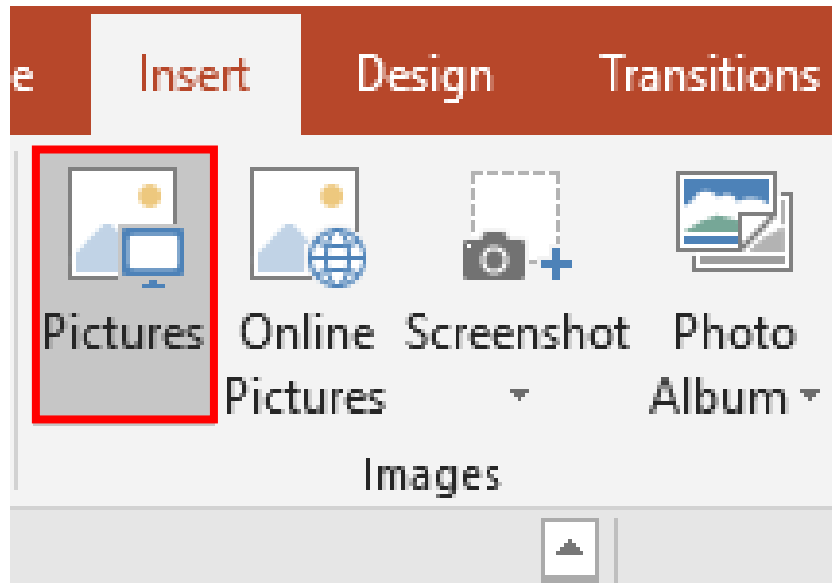 e Insert Design Transitions
Pictures Online Screenshot Photo
Pictures Album
Images